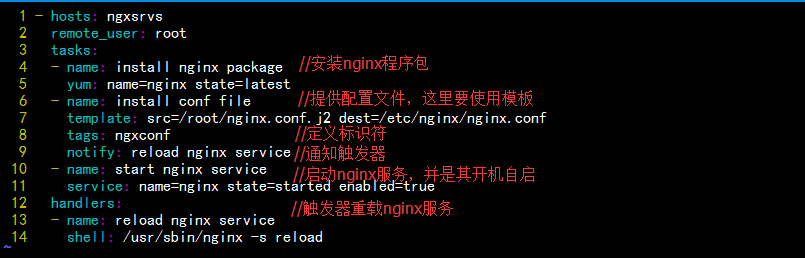 1 - hosts: ngxsrvs
2 remote_user: root
3 tasks:
4 - name: install nginx package //安装nginx程序包
5 yum: name=nginx state=latest
6 - name: install conf file //提供配置文件，这里要使用模板
7 template: src=/root/nginx.conf.j2 dest=/etc/nginx/nginx.conf
8 tags: ngxconf //定义标识符
9 notify: reload nginx service //通知触发器
10 - name: start nginx service //启动nginx服务，并是其开机自启
11 service: name=nginx state=started enabled=true
12 handlers: //触发器重载nginx服务
13 - name: reload nginx service
14 shell: /usr/sbin/nginx -s reload
~